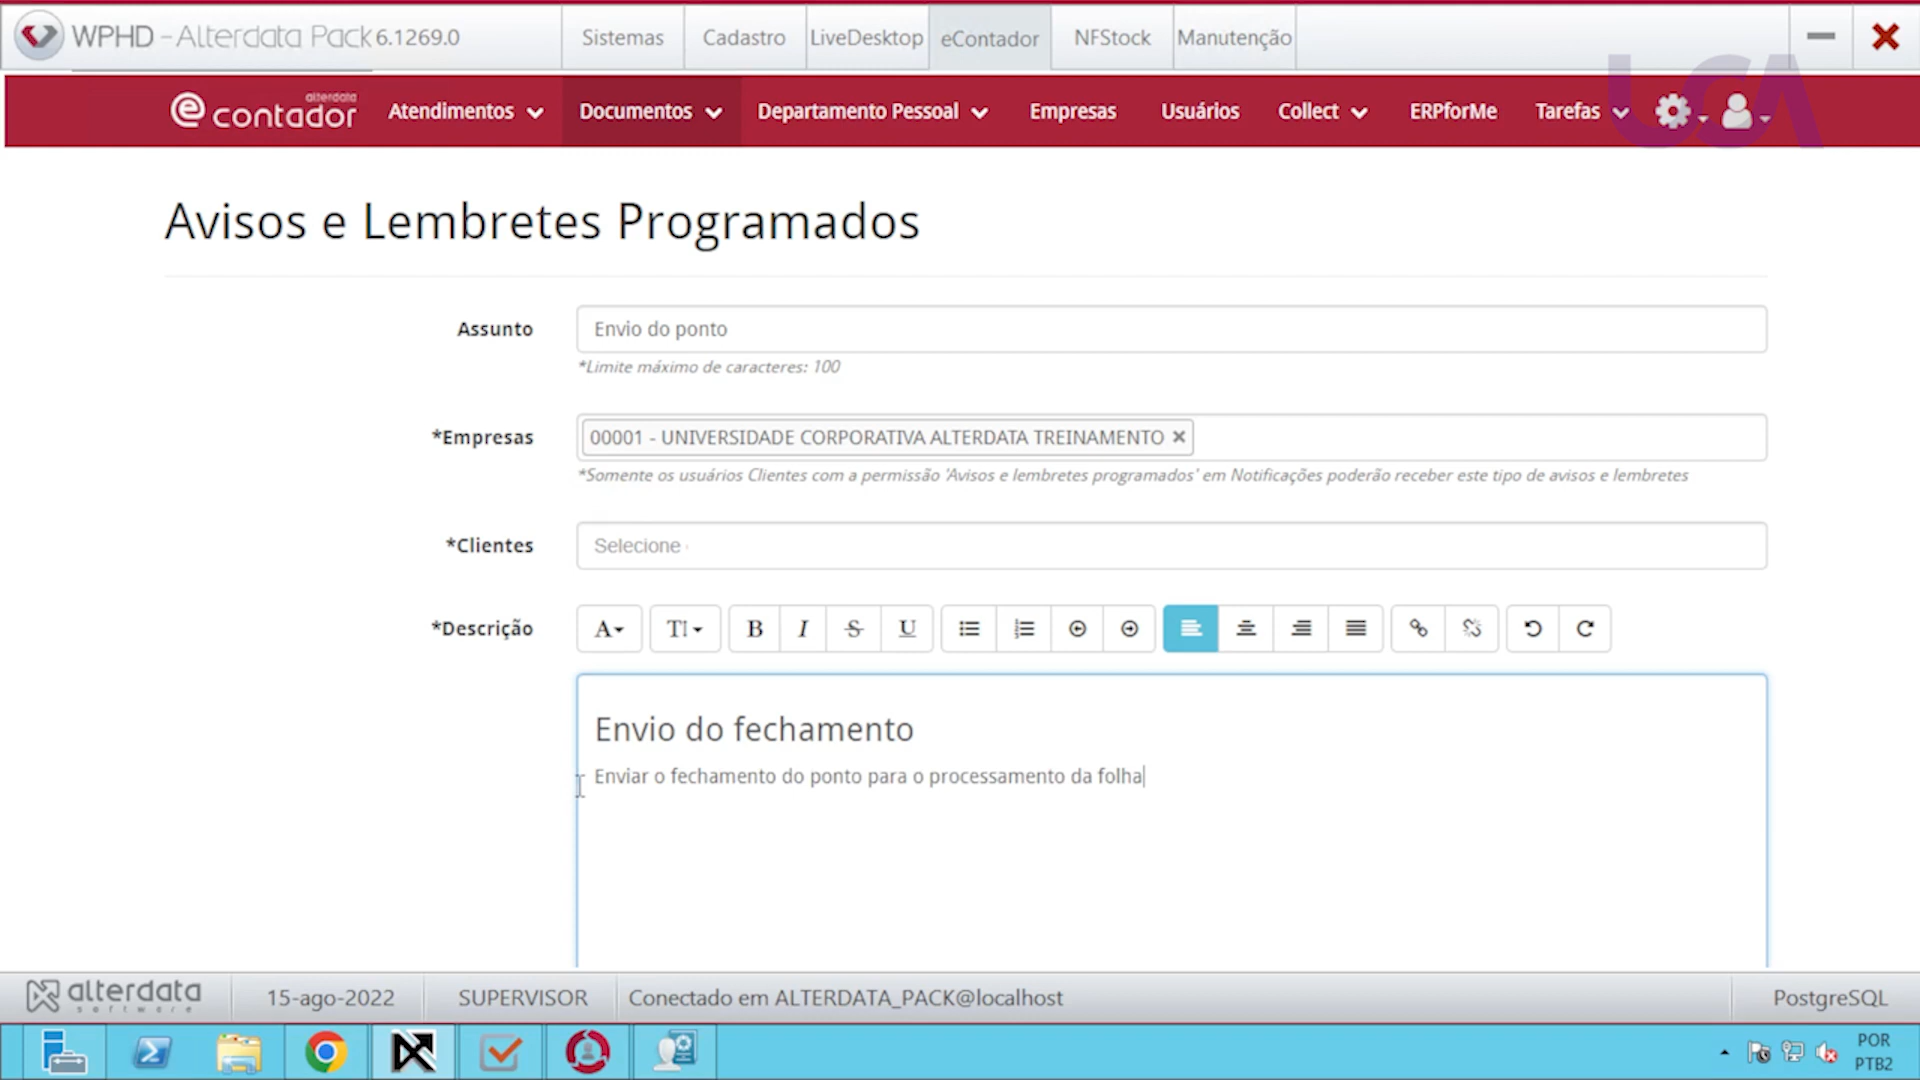 WPHD - Alterdata Pack 6.1269.0
Sistemas
Cadastro
LiveDesktop
eContador
NFStock
Manutenção
UCA
e contador alterdata
Atendimentos
Documentos
Departamento Pessoal
Empresas
Usuários
Collect
ERPforMe
Tarefas
Avisos e Lembretes Programados
Assunto
Envio do ponto
*Limite máximo de caracteres: 100
*Empresas
00001 - UNIVERSIDADE CORPORATIVA ALTERDATA TREINAMENTO ×
*Somente os usuários Clientes com a permissão 'Avisos e lembretes programados' em Notificações poderão receber este tipo de avisos e lembretes
*Clientes
Selecione
*Descrição
A
TI
B
I
S
U
Envio do fechamento
Enviar o fechamento do ponto para o processamento da folha
alterdata
software
15-ago-2022
SUPERVISOR
Conectado em ALTERDATA_PACK@localhost
PostgreSQL
POR
PTB2